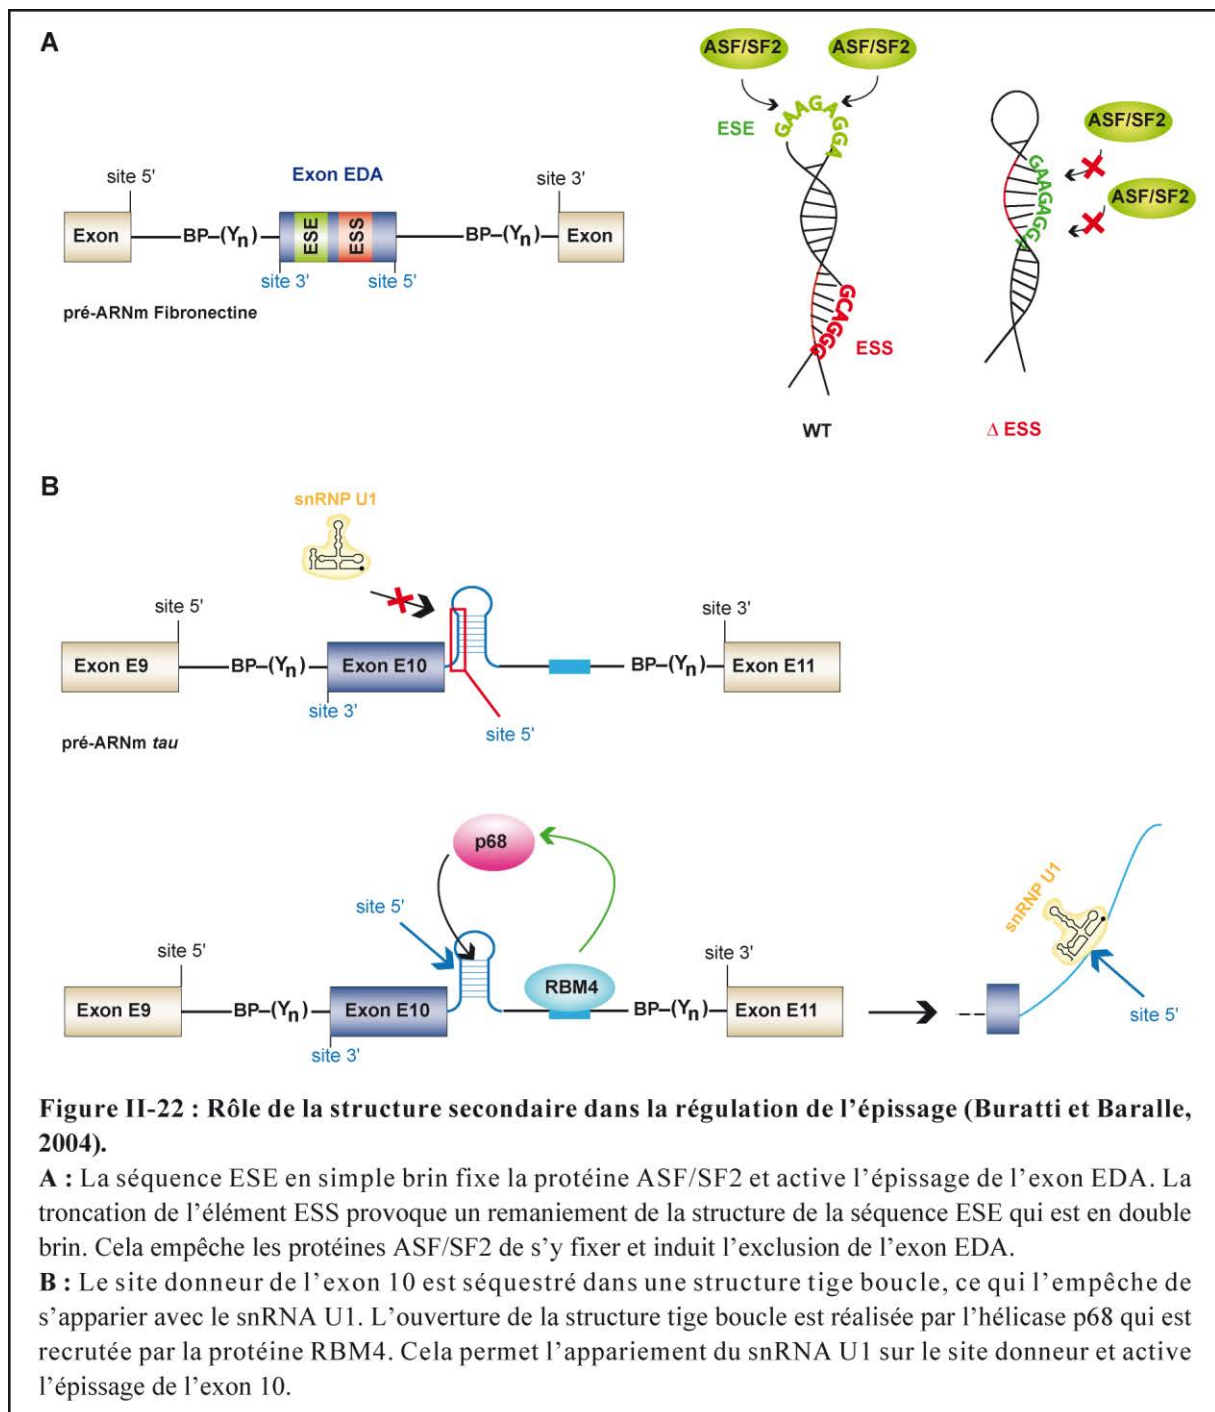 A
ASF/SF2 ASF/SF2
GAAGAGGA
ESE
ASF/SF2
GAAGAGGA
ASF/SF2
site 5' Exon EDA site 3'
Exon BP–(Yn) ESE ESS BP–(Yn) Exon
site 3' site 5'
pré-ARNm Fibronectine
GCAGGG
ESS
WT Δ ESS
B
snRNP U1
site 5' site 3'
Exon E9 BP–(Yn) Exon E10 BP–(Yn) Exon E11
site 3' site 5'
pré-ARNm tau
p68
site 5'
snRNP U1
site 5' site 3'
RBM4
Exon E9 BP–(Yn) Exon E10 BP–(Yn) Exon E11
site 5'
site 3'
Figure II-22 : Rôle de la structure secondaire dans la régulation de l’épissage (Buratti et Baralle,
2004).
A : La séquence ESE en simple brin fixe la protéine ASF/SF2 et active l’épissage de l’exon EDA. La
troncation de l’élément ESS provoque un remaniement de la structure de la séquence ESE qui est en double
brin. Cela empêche les protéines ASF/SF2 de s’y fixer et induit l’exclusion de l’exon EDA.
B : Le site donneur de l’exon 10 est séquestré dans une structure tige boucle, ce qui l’empêche de
s’apparier avec le snRNA U1. L’ouverture de la structure tige boucle est réalisée par l’hélicase p68 qui est
recrutée par la protéine RBM4. Cela permet l’appariement du snRNA U1 sur le site donneur et active
l’épissage de l’exon 10.